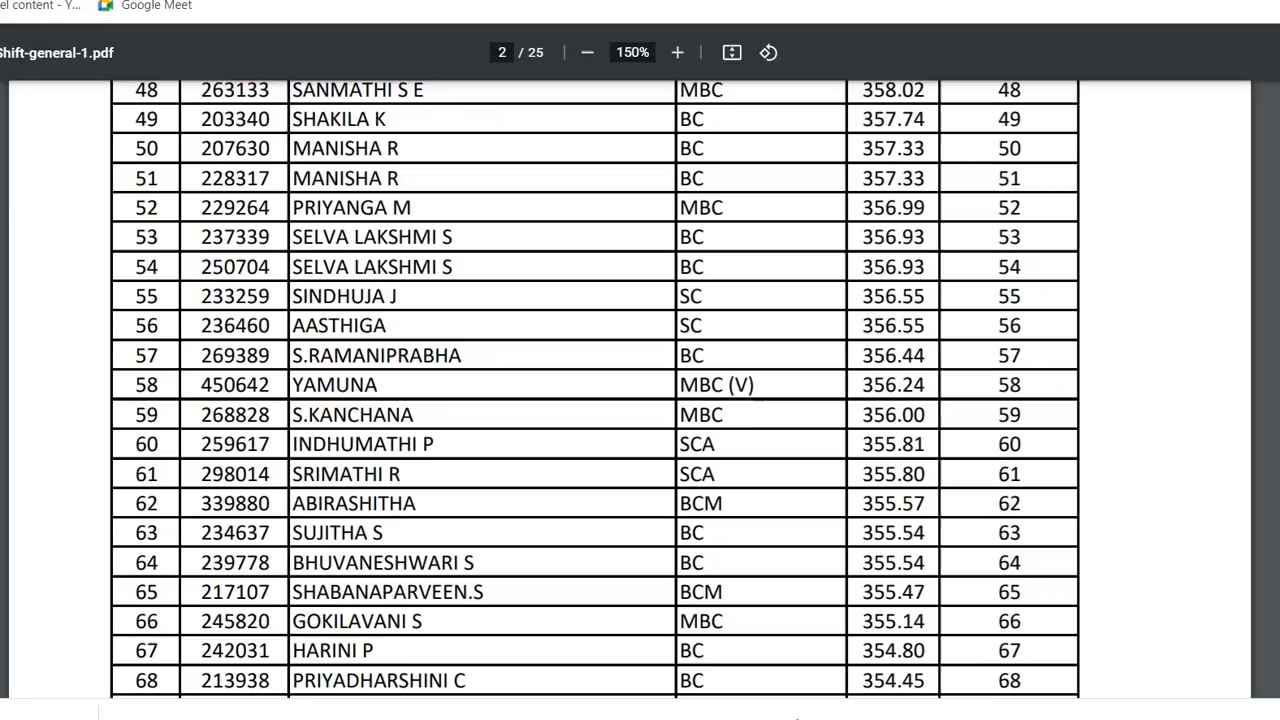 el content - Y... Google Meet
Shift-general-1.pdf 2 / 25 150%
48 263133 SANMATHI S E MBC 358.02 48
49 203340 SHAKILA K BC 357.74 49
50 207630 MANISHA R BC 357.33 50
51 228317 MANISHA R BC 357.33 51
52 229264 PRIYANGA M MBC 356.99 52
53 237339 SELVA LAKSHMI S BC 356.93 53
54 250704 SELVA LAKSHMI S BC 356.93 54
55 233259 SINDHUJA J SC 356.55 55
56 236460 AASTHIGA SC 356.55 56
57 269389 S.RAMANIPRABHA BC 356.44 57
58 450642 YAMUNA MBC (V) 356.24 58
59 268828 S.KANCHANA MBC 356.00 59
60 259617 INDHUMATHI P SCA 355.81 60
61 298014 SRIMATHI R SCA 355.80 61
62 339880 ABIRASHITHA BCM 355.57 62
63 234637 SUJITHA S BC 355.54 63
64 239778 BHUVANESHWARI S BC 355.54 64
65 217107 SHABANAPARVEEN.S BCM 355.47 65
66 245820 GOKILAVANI S MBC 355.14 66
67 242031 HARINI P BC 354.80 67
68 213938 PRIYADHARSHINI C BC 354.45 68